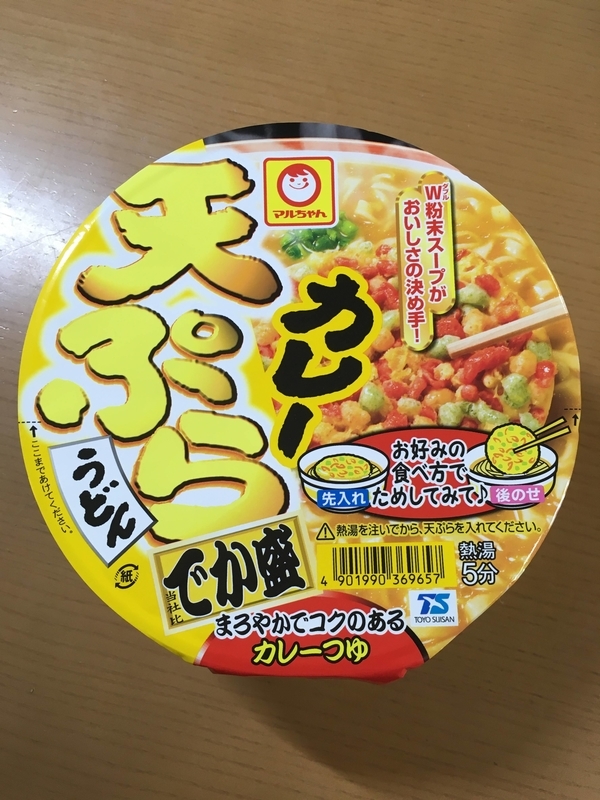 マルちゃん
天ぷら
カレー
うどん
ダブル
W粉末スープが
おいしさの決め手!
お好みの
食べ方で
ためしてみて♪
先入れ
後のせ
⚠熱湯を注いでから、天ぷらを入れてください。
ここまであけてください。
紙
でか盛
当社比
4 901990 369657
熱湯
5分
TS
TOYO SUISAN
まろやかでコクのある
カレーつゆ